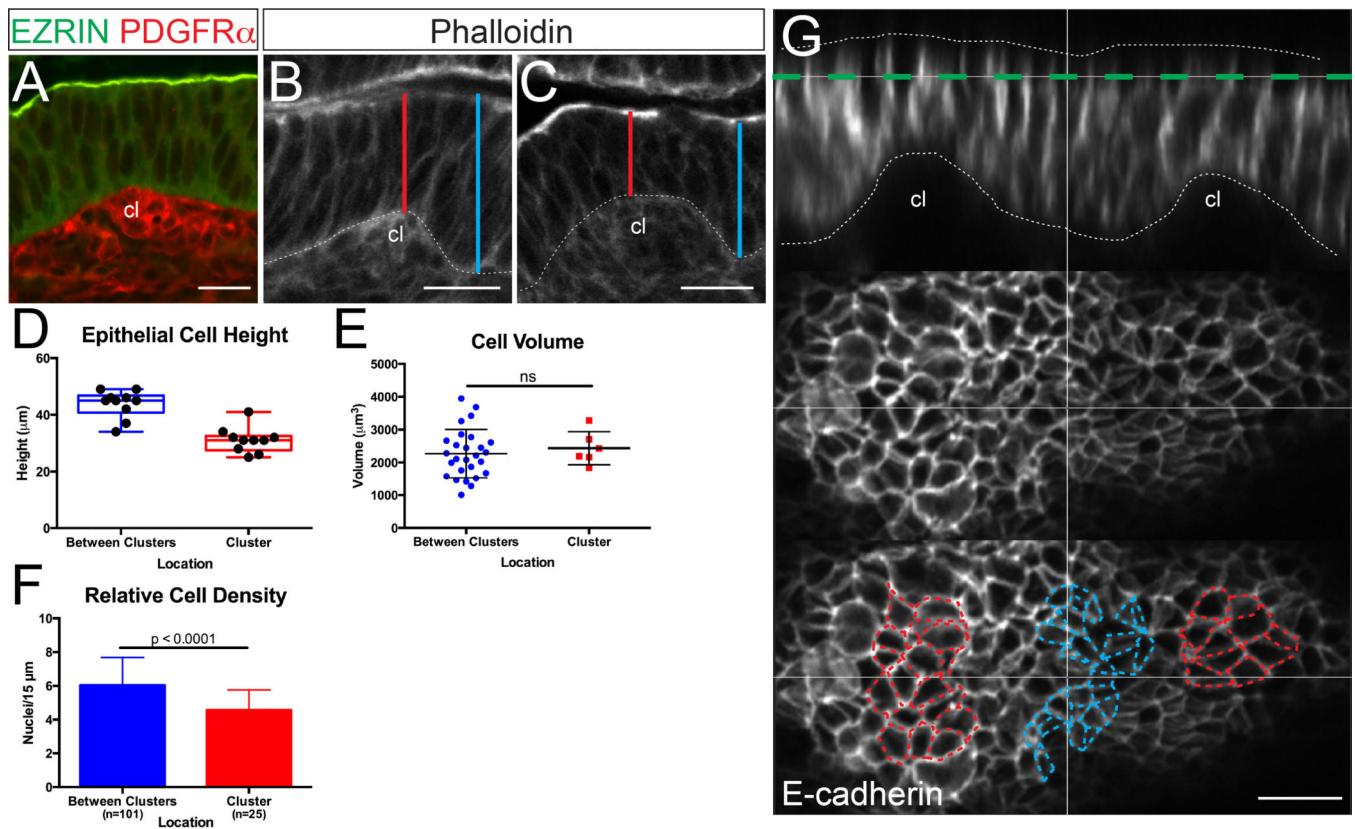 EZRIN PDGFRα
Phalloidin
A
cl
B
cl
C
cl
D
Epithelial Cell Height
60
40
20
0
Height (μm)
Between Clusters
Cluster
Location
E
Cell Volume
ns
5000
4000
3000
2000
1000
0
Volume (μm³)
Between Clusters
Cluster
Location
F
Relative Cell Density
p < 0.0001
10
8
6
4
2
0
Nuclei/15 μm
Between Clusters
(n=101)
Cluster
(n=25)
Location
G
cl
cl
E-cadherin